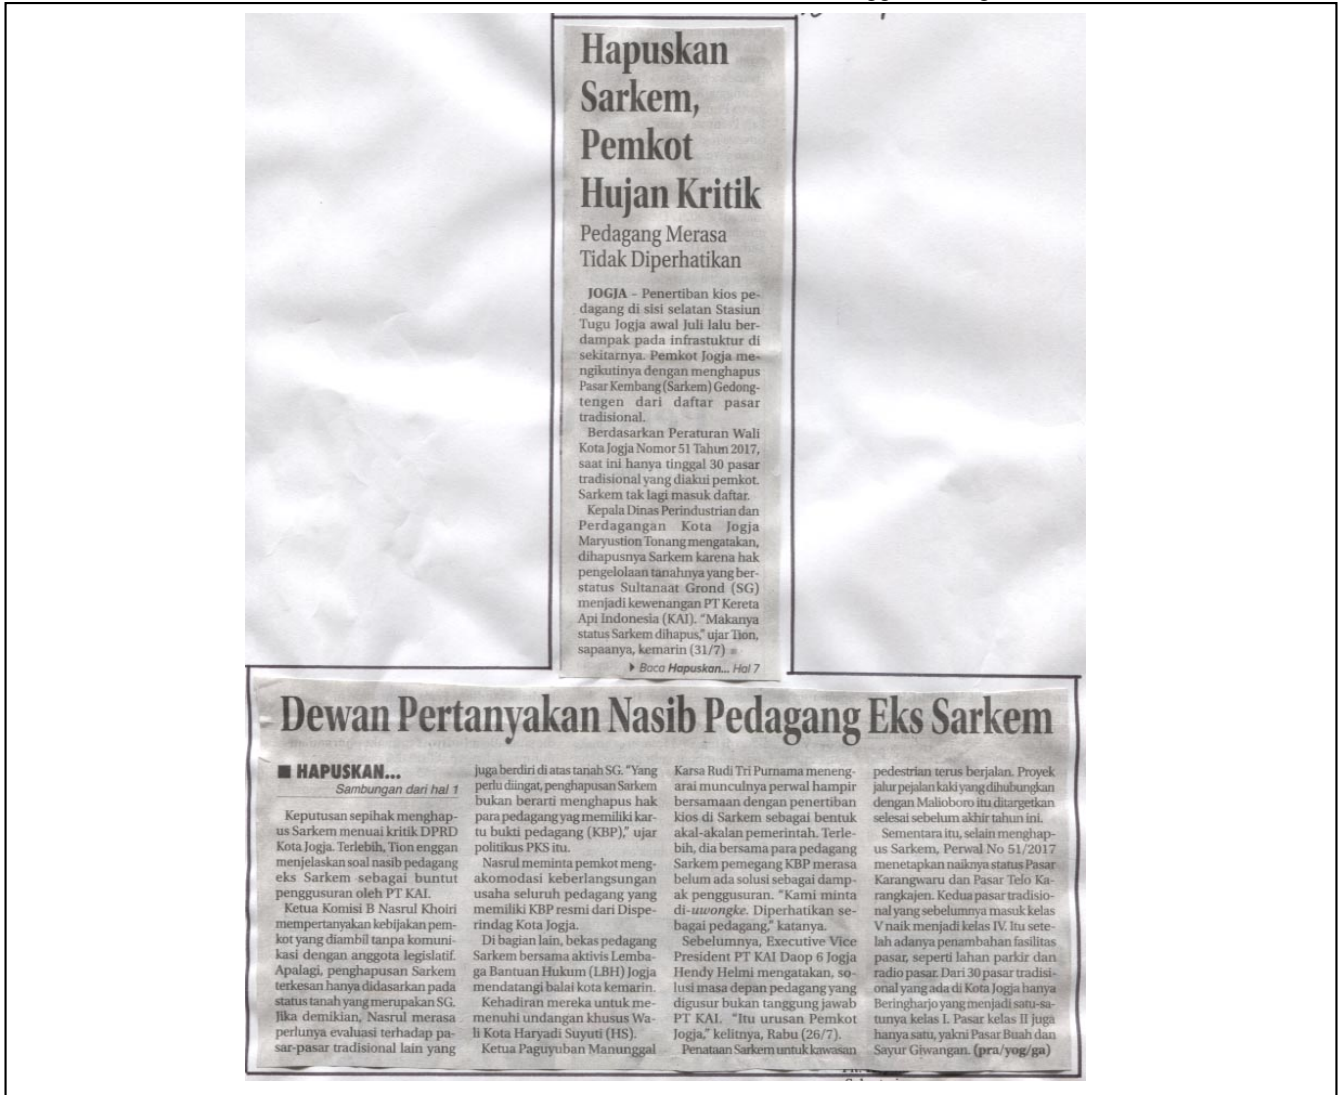 Hapuskan
Sarkem,
Pemkot
Hujan Kritik
Pedagang Merasa
Tidak Diperhatikan
JOGJA – Penertiban kios pe-
dagang di sisi selatan Stasiun
Tugu Jogja awal Juli lalu ber-
dampak pada infrastuktur di
sekitarnya. Pemkot Jogja me-
ngikutinya dengan menghapus
Pasar Kembang (Sarkem) Gedong-
tengen dari daftar pasar
tradisional.
Berdasarkan Peraturan Wali
Kota Jogja Nomor 51 Tahun 2017,
saat ini hanya tinggal 30 pasar
tradisional yang diakui pemkot.
Sarkem tak lagi masuk daftar.
Kepala Dinas Perindustrian dan
Perdagangan Kota Jogja
Maryustion Tonang mengatakan,
dihapusnya Sarkem karena hak
pengelolaan tanahnya yang ber-
status Sultanaat Grond (SG)
menjadi kewenangan PT Kereta
Api Indonesia (KAI). "Makanya
status Sarkem dihapus," ujar Tion,
sapaanya, kemarin (31/7)
Baca Hapuskan... Hal 7
Dewan Pertanyakan Nasib Pedagang Eks Sarkem
HAPUSKAN...
Sambungan dari hal 1
Keputusan sepihak menghap-
us Sarkem menuai kritik DPRD
Kota Jogja. Terlebih, Tion enggan
menjelaskan soal nasib pedagang
eks Sarkem sebagai buntut
penggusuran oleh PT KAI.
Ketua Komisi B Nasrul Khoiri
mempertanyakan kebijakan pem-
kot yang diambil tanpa komuni-
kasi dengan anggota legislatif.
Apalagi, penghapusan Sarkem
terkesan hanya didasarkan pada
status tanah yang merupakan SG.
Jika demikian, Nasrul merasa
perlunya evaluasi terhadap pa-
sar-pasar tradisional lain yang
juga berdiri di atas tanah SG. "Yang
perlu diingat, penghapusan Sarkem
bukan berarti menghapus hak
para pedagang yag memiliki kar-
tu bukti pedagang (KBP)," ujar
politikus PKS itu.
Nasrul meminta pemkot meng-
akomodasi keberlangsungan
usaha seluruh pedagang yang
memiliki KBP resmi dari Dispe-
rindag Kota Jogja.
Di bagian lain, bekas pedagang
Sarkem bersama aktivis Lemba-
ga Bantuan Hukum (LBH) Jogja
mendatangi balai kota kemarin.
Kehadiran mereka untuk me-
menuhi undangan khusus Wa-
li Kota Haryadi Suyuti (HS).
Ketua Paguyuban Manunggal
Karsa Rudi Tri Purnama meneng-
arai munculnya perwal hampir
bersamaan dengan penertiban
kios di Sarkem sebagai bentuk
akal-akalan pemerintah. Terle-
bih, dia bersama para pedagang
Sarkem pemegang KBP merasa
belum ada solusi sebagai damp-
ak penggusuran. "Kami minta
di-uwongke. Diperhatikan se-
bagai pedagang," katanya.
Sebelumnya, Executive Vice
President PT KAI Daop 6 Jogja
Hendy Helmi mengatakan, so-
lusi masa depan pedagang yang
digusur bukan tanggung jawab
PT KAI. "Itu urusan Pemkot
Jogja," kelitnya, Rabu (26/7).
Penataan Sarkem untuk kawasan
pedestrian terus berjalan. Proyek
jalur pejalan kaki yang dihubungkan
dengan Malioboro itu ditargetkan
selesai sebelum akhir tahun ini.
Sementara itu, selain menghap-
us Sarkem, Perwal No 51/2017
menetapkan naiknya status Pasar
Karangwaru dan Pasar Telo Ka-
rangkajen. Kedua pasar tradisio-
nal yang sebelumnya masuk kelas
V naik menjadi kelas IV. Itu sete-
lah adanya penambahan fasilitas
pasar, seperti lahan parkir dan
radio pasar. Dari 30 pasar tradisi-
onal yang ada di Kota Jogja hanya
Beringharjo yang menjadi satu-sa-
tunya kelas I. Pasar kelas II juga
hanya satu, yakni Pasar Buah dan
Sayur Giwangan. (pra/yog/ga)